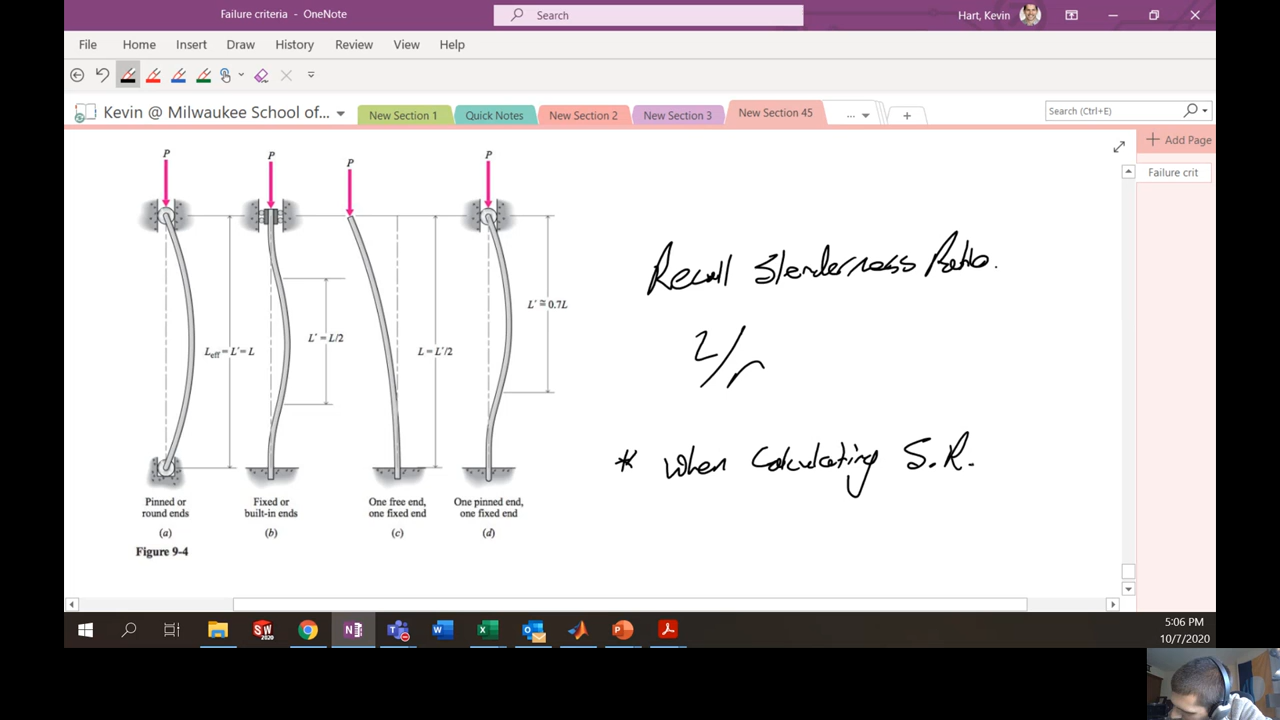 Failure criteria - OneNote
Search
Hart, Kevin
File Home Insert Draw History Review View Help
Kevin @ Milwaukee School of...
New Section 1
Quick Notes
New Section 2
New Section 3
New Section 45
...
Search (Ctrl+E)
Add Page
Failure crit
P P P P
L' ≅ 0.7L
L' = L/2
Leff = L' = L
L = L'/2
Pinned or
round ends
(a)
Fixed or
built-in ends
(b)
One free end,
one fixed end
(c)
One pinned end,
one fixed end
(d)
Figure 9-4
Recall Slenderness Ratio.
L/r
* When Calculating S.R.
SW
2020
5:06 PM
10/7/2020